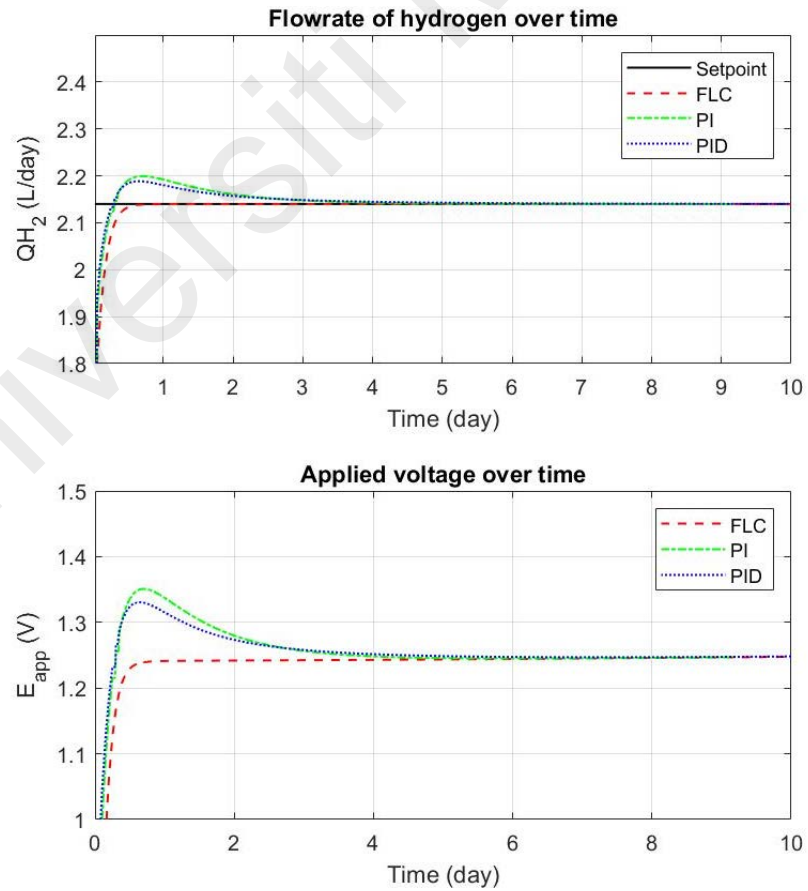 Flowrate of hydrogen over time
QH2 (L/day)
2.4
2.3
2.2
2.1
2
1.9
1.8
Setpoint
FLC
PI
PID
1 2 3 4 5 6 7 8 9 10
Time (day)
Applied voltage over time
Eapp (V)
1.5
1.4
1.3
1.2
1.1
1
FLC
PI
PID
0 2 4 6 8 10
Time (day)